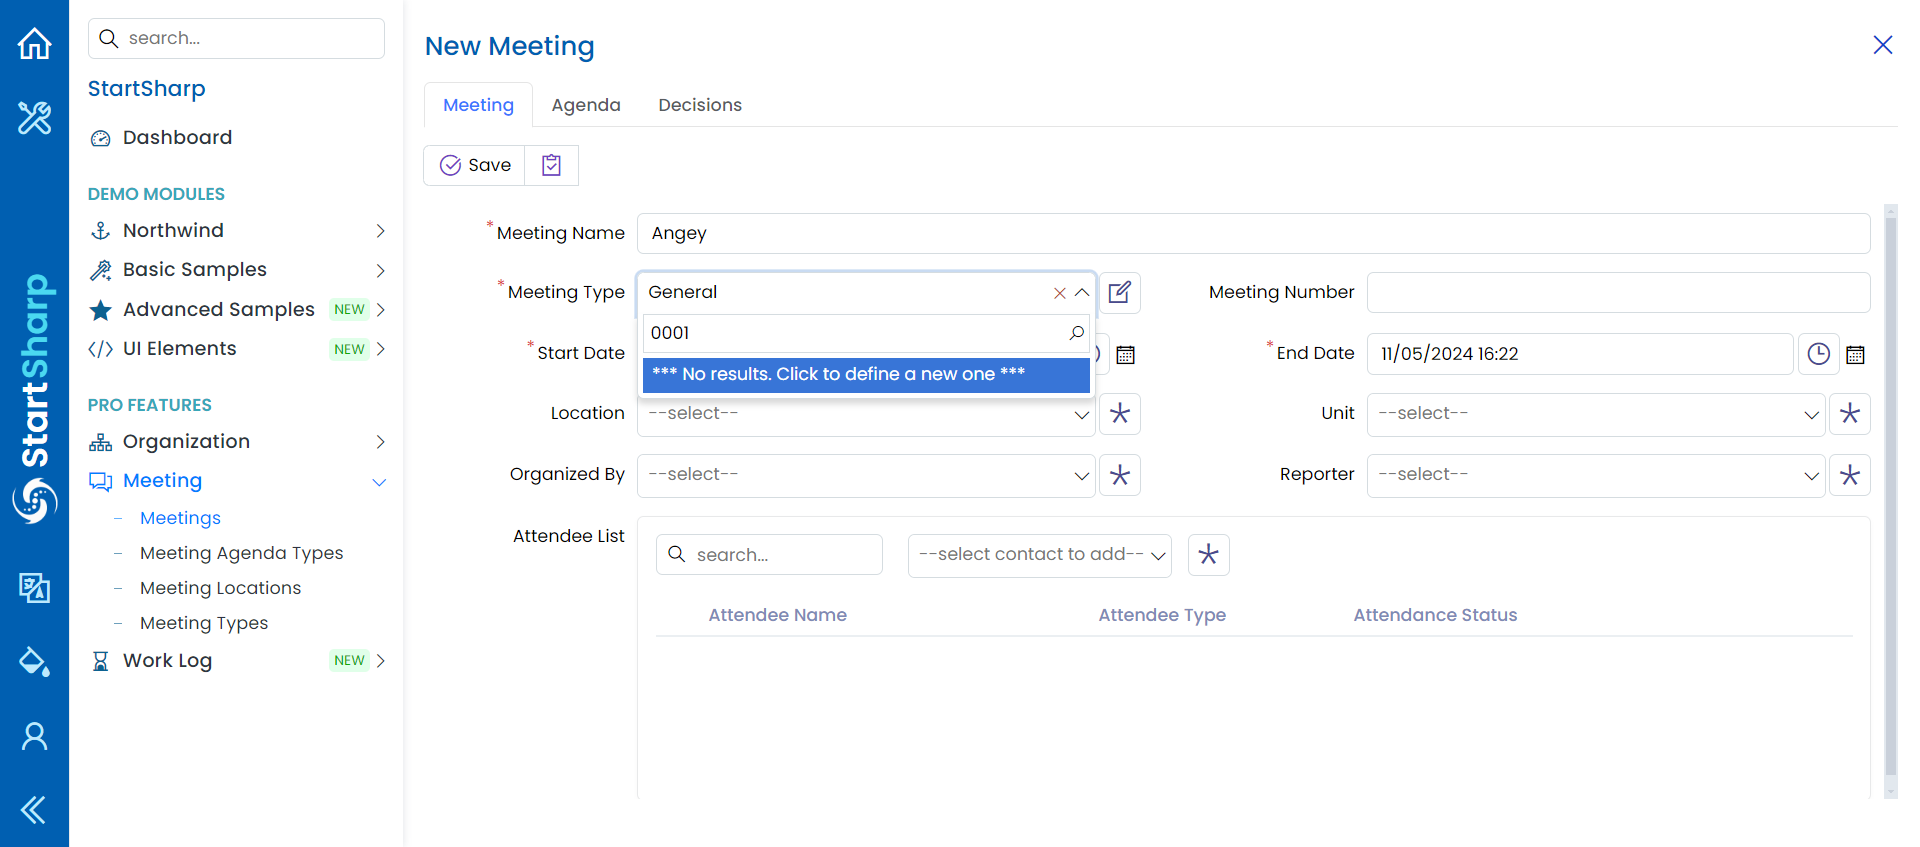 search...
StartSharp
Dashboard
DEMO MODULES
Northwind
Basic Samples
Advanced Samples NEW
UI Elements NEW
PRO FEATURES
Organization
Meeting
Meetings
Meeting Agenda Types
Meeting Locations
Meeting Types
Work Log NEW
StartSharp
New Meeting
Meeting Agenda Decisions
Save
* Meeting Name Angey
* Meeting Type General
Meeting Number
0001
*** No results. Click to define a new one ***
* Start Date
* End Date 11/05/2024 16:22
Location --select--
Unit --select--
Organized By --select--
Reporter --select--
Attendee List
search... --select contact to add--
Attendee Name Attendee Type Attendance Status